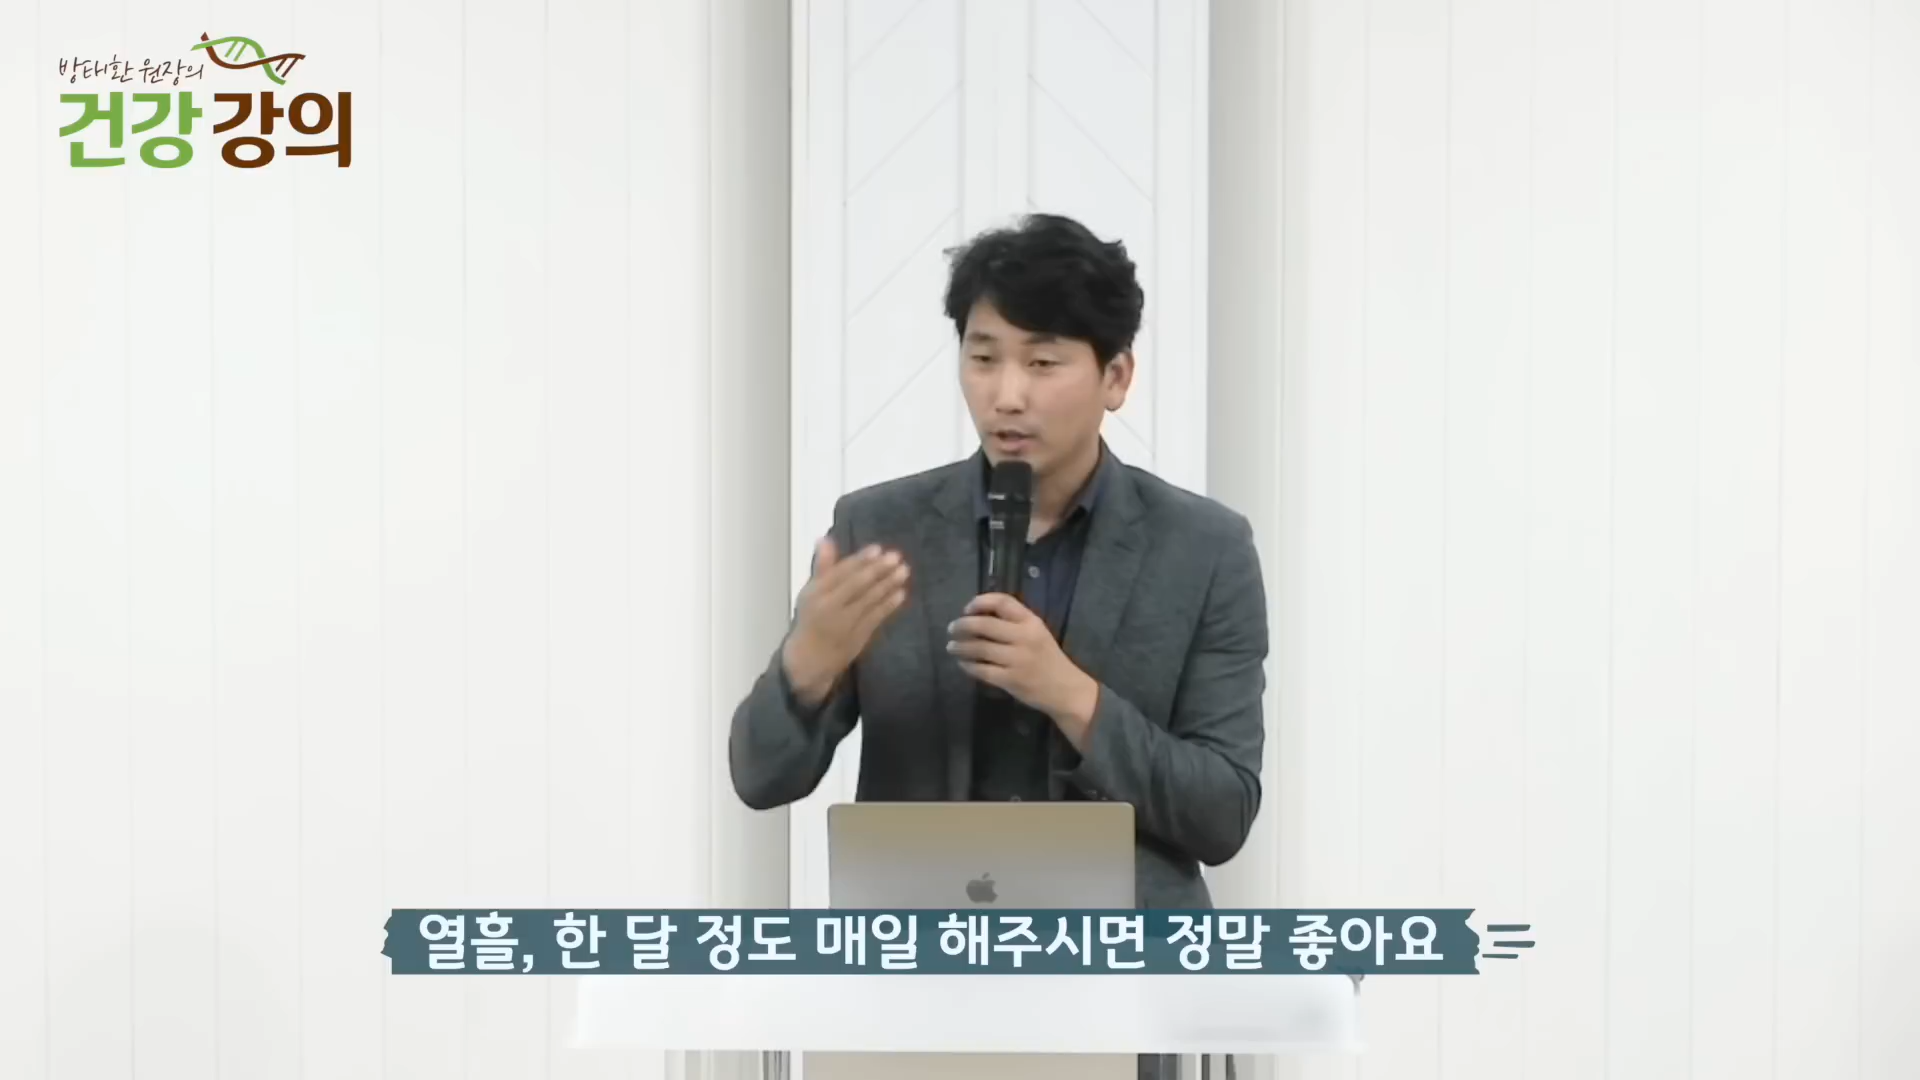 방태환 원장의
건강 강의
열흘, 한 달 정도 매일 해주시면 정말 좋아요